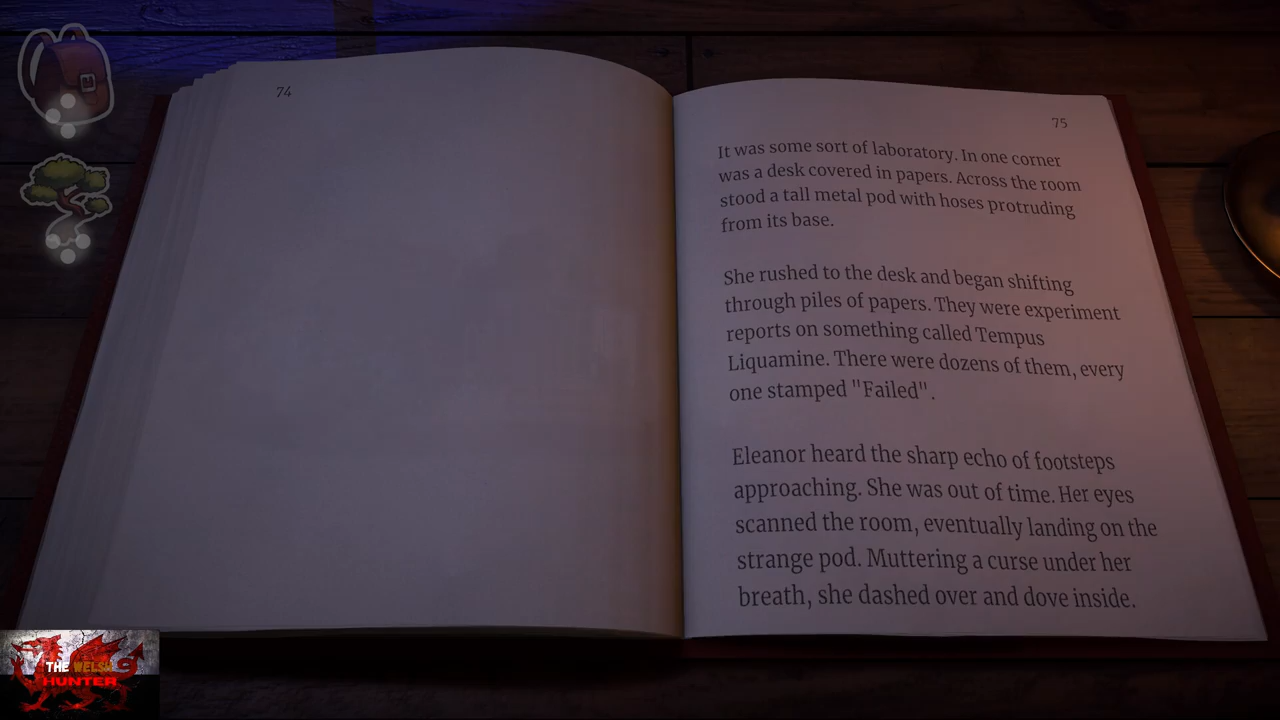 74
75
It was some sort of laboratory. In one corner
was a desk covered in papers. Across the room
stood a tall metal pod with hoses protruding
from its base.
She rushed to the desk and began shifting
through piles of papers. They were experiment
reports on something called Tempus
Liquamine. There were dozens of them, every
one stamped "Failed".
Eleanor heard the sharp echo of footsteps
approaching. She was out of time. Her eyes
scanned the room, eventually landing on the
strange pod. Muttering a curse under her
breath, she dashed over and dove inside.
THE WELSH
HUNTER